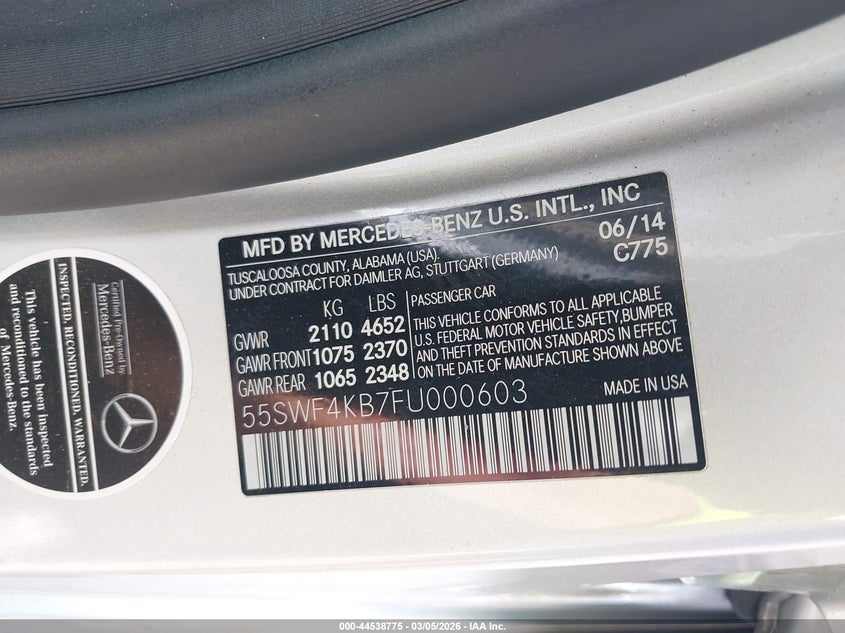 MFD BY MERCEDES-BENZ U.S. INTL., INC
06/14
TUSCALOOSA COUNTY, ALABAMA (USA).
C775
UNDER CONTRACT FOR DAIMLER AG, STUTTGART (GERMANY)
KG LBS
PASSENGER CAR
GVWR 2110 4652
GAWR FRONT 1075 2370
GAWR REAR 1065 2348
THIS VEHICLE CONFORMS TO ALL APPLICABLE
U.S. FEDERAL MOTOR VEHICLE SAFETY,BUMPER
AND THEFT PREVENTION STANDARDS IN EFFECT
ON THE DATE OF MANUFACTURE SHOWN ABOVE
55SWF4KB7FU000603
MADE IN USA
Certified Pre-Owned by
Mercedes-Benz
INSPECTED. RECONDITIONED. WARRANTED.
This vehicle has been inspected
and reconditioned to the standards
of Mercedes-Benz.
000-44538775 - 03/05/2026 - IAA Inc.